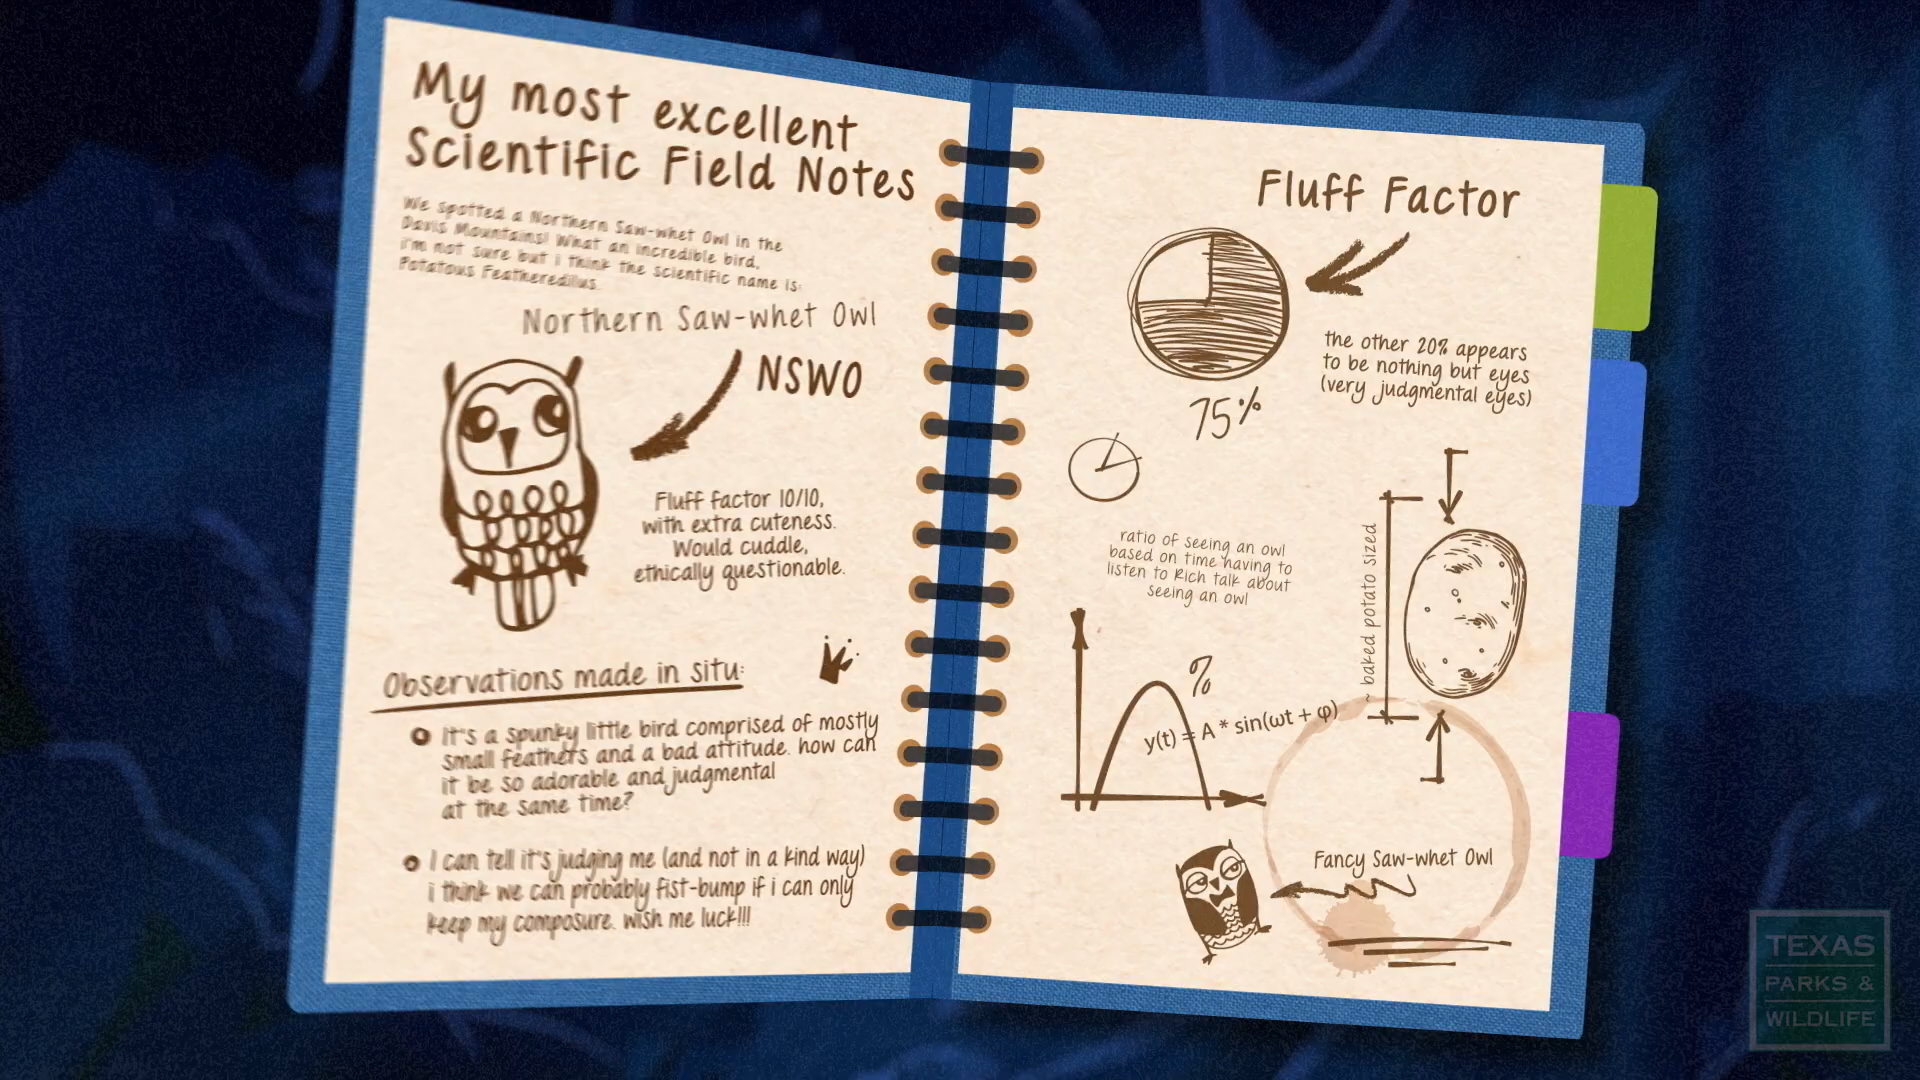 My most excellent
Scientific Field Notes
We spotted a Northern Saw-whet Owl in the
Davis Mountains! What an incredible bird,
i'm not sure but i think the scientific name is:
Potatous Featheredillus.
Northern Saw-whet Owl
NSWO
Fluff factor 10/10,
with extra cuteness.
Would cuddle,
ethically questionable.
Observations made in situ:
It's a spunky little bird comprised of mostly
small feathers and a bad attitude. how can
it be so adorable and judgmental
at the same time?
I can tell it's judging me (and not in a kind way)
i think we can probably fist-bump if i can only
keep my composure. wish me luck!!!
Fluff Factor
the other 20% appears
to be nothing but eyes
(very judgmental eyes)
75%
ratio of seeing an owl
based on time having to
listen to Rich talk about
seeing an owl
~ baked potato sized
%
y(t) = A * sin(ωt + φ)
Fancy Saw-whet Owl
TEXAS
PARKS &
WILDLIFE